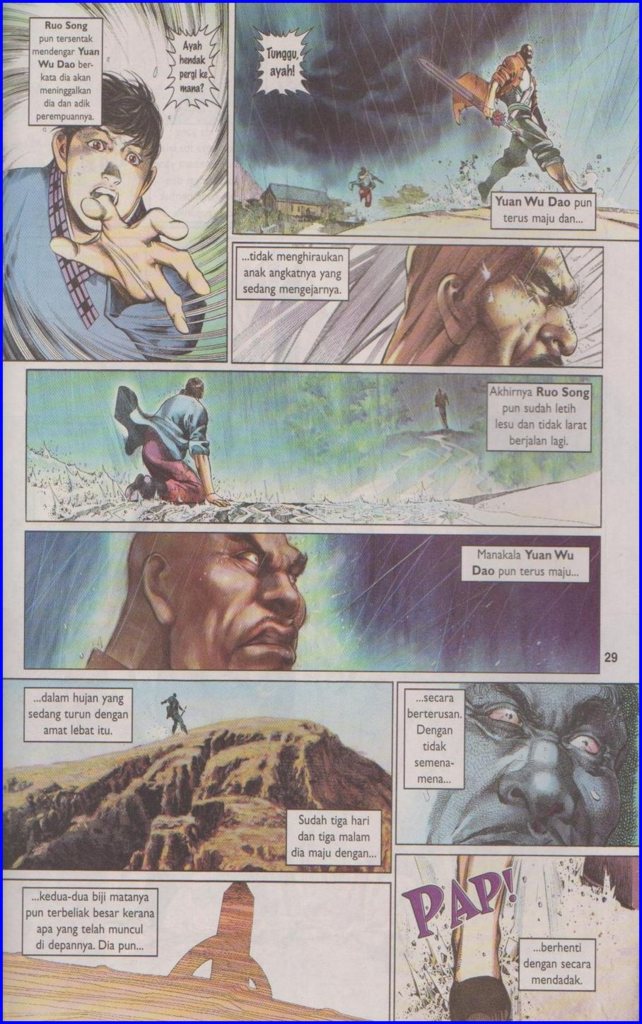 Ruo Song
pun tersentak
mendengar Yuan
Wu Dao ber-
kata dia akan
meninggalkan
dia dan adik
perempuannya.
Ayah
hendak
pergi ke
mana?
Tunggu,
ayah!
Yuan Wu Dao pun
terus maju dan...
...tidak menghiraukan
anak angkatnya yang
sedang mengejarnya.
Akhirnya Ruo Song
pun sudah letih
lesu dan tidak larat
berjalan lagi.
Manakala Yuan Wu
Dao pun terus maju...
29
...dalam hujan yang
sedang turun dengan
amat lebat itu.
Sudah tiga hari
dan tiga malam
dia maju dengan...
...secara
berterusan.
Dengan
tidak
semena-
mena...
...kedua-dua biji matanya
pun terbeliak besar kerana
apa yang telah muncul
di depannya. Dia pun...
PAP!
...berhenti
dengan secara
mendadak.